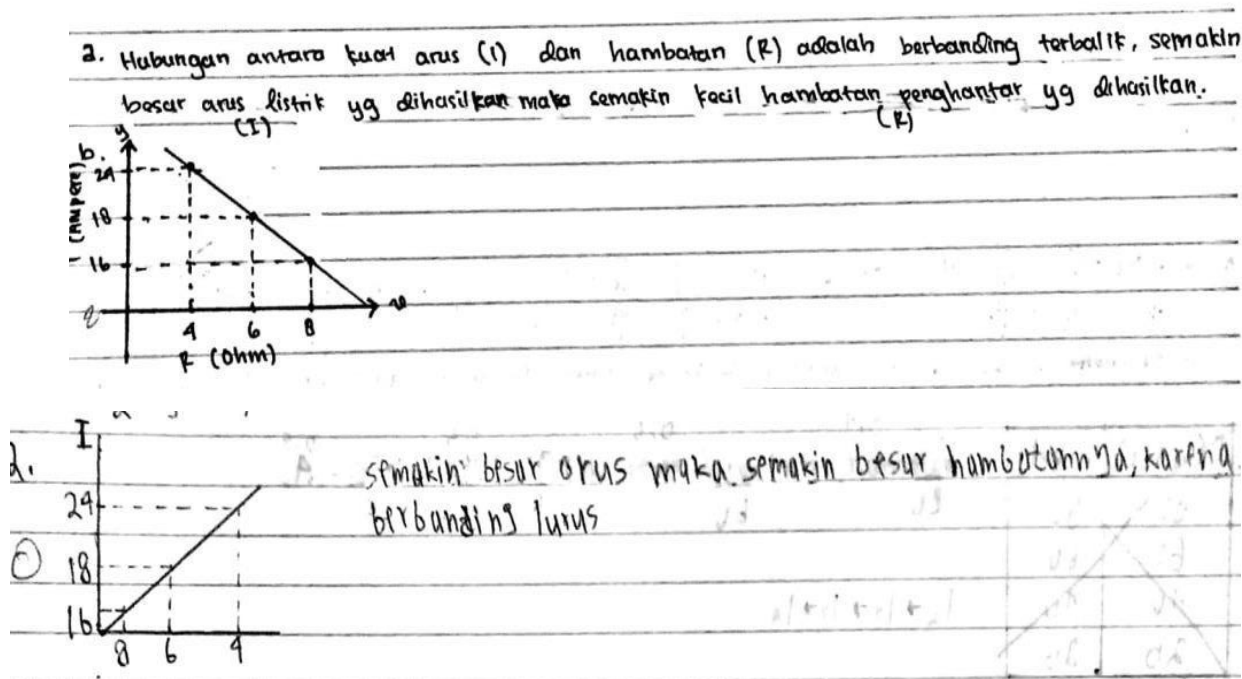 a. Hubungan antara kuat arus (I) dan hambatan (R) adalah berbanding terbalik, semakin
besar arus listrik yg dihasilkan maka semakin kecil hambatan penghantar yg dihasilkan.
(I) (R)
b. y
I (Ampere)
24
18
16
4 6 8
R (Ohm)
I
24
18
16
8 6 4
semakin besar arus maka semakin besar hambatannya, karena
berbanding lurus